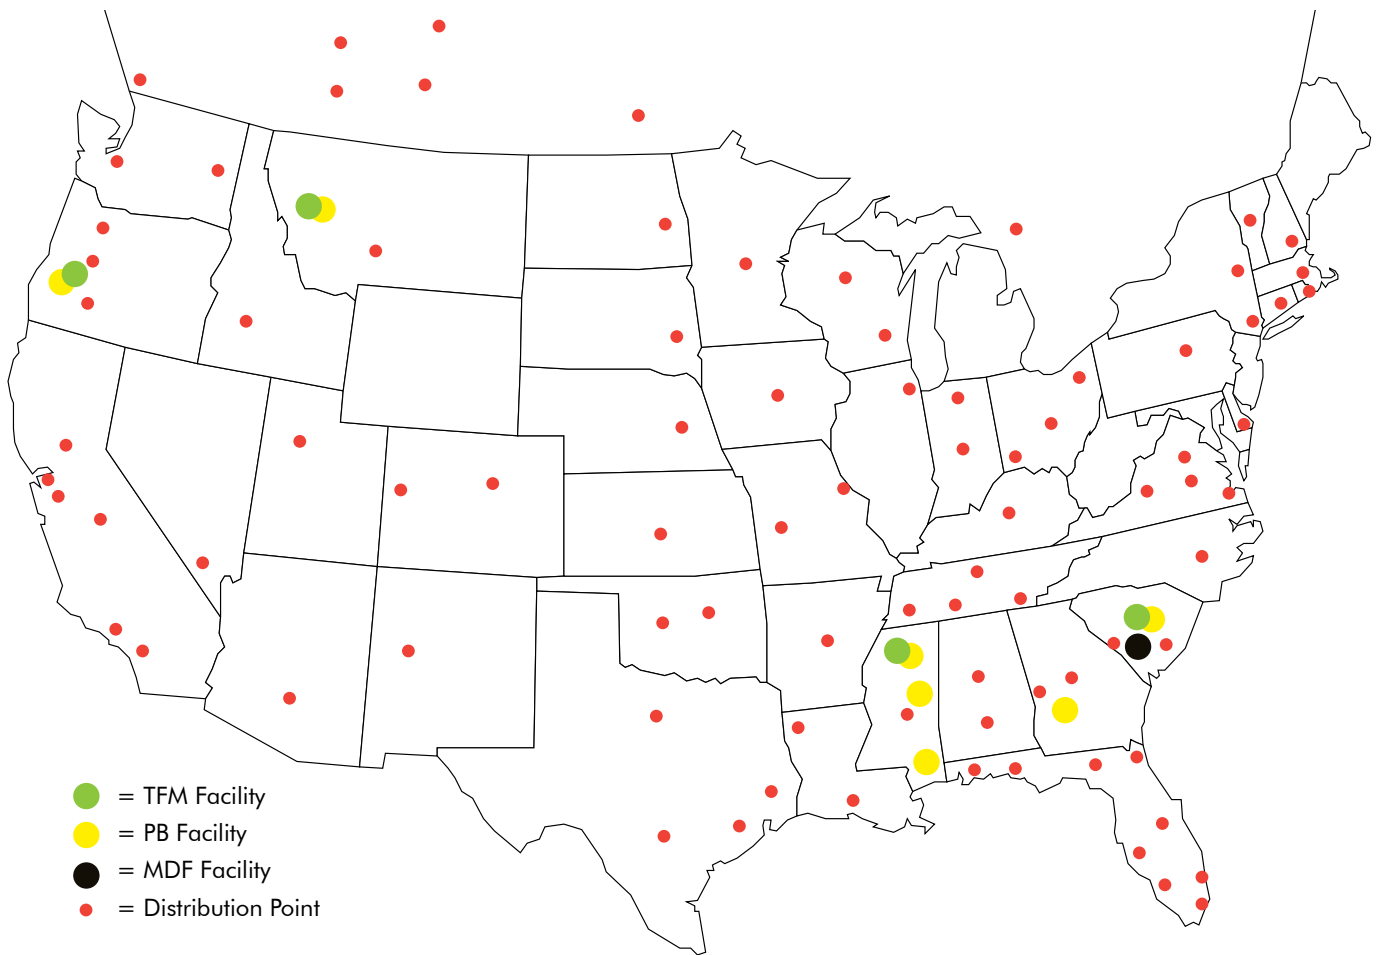 = TFM Facility
= PB Facility
= MDF Facility
= Distribution Point